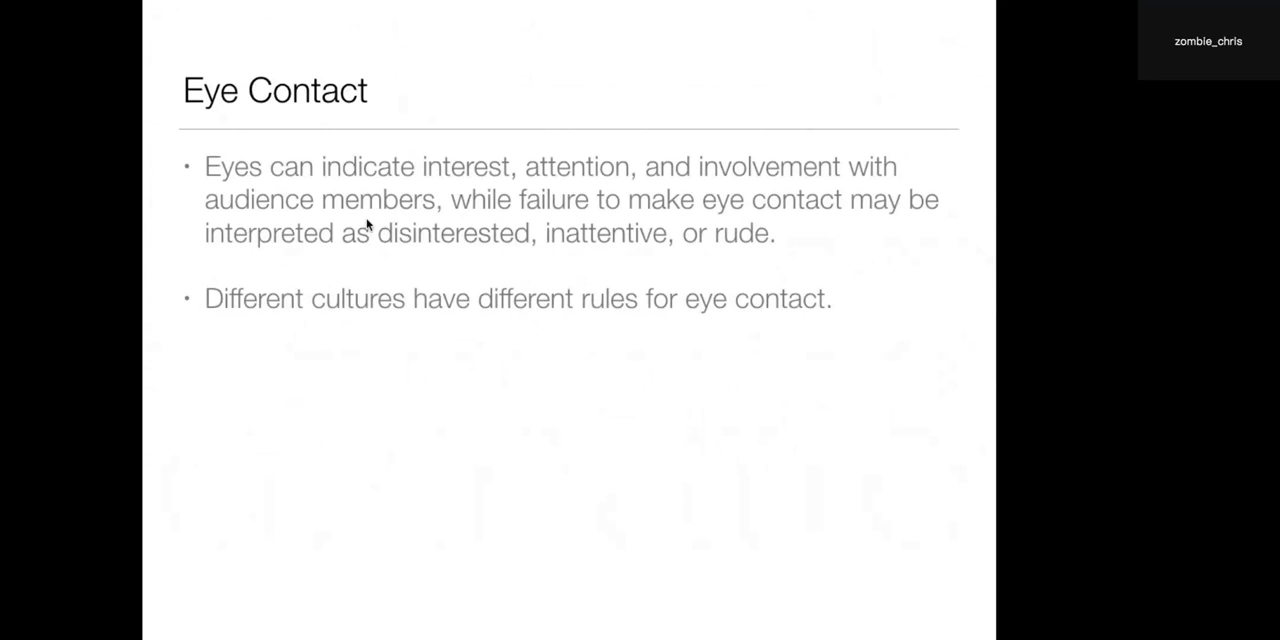 zombie_chris
Eye Contact
• Eyes can indicate interest, attention, and involvement with
audience members, while failure to make eye contact may be
interpreted as disinterested, inattentive, or rude.
• Different cultures have different rules for eye contact.